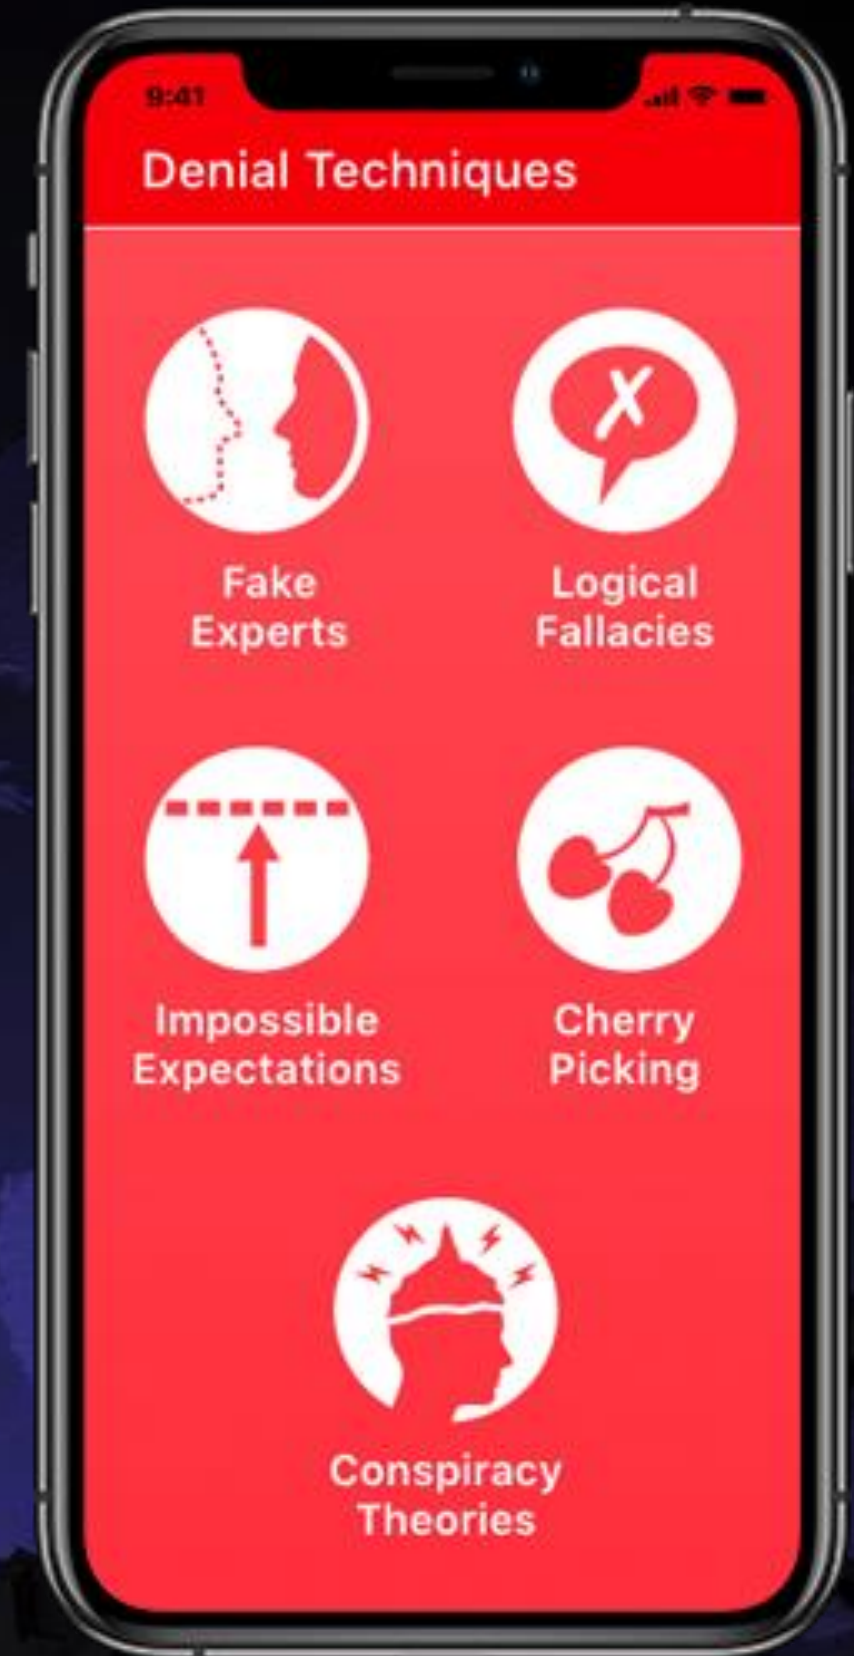 9:41
Denial Techniques
Fake
Experts
Logical
Fallacies
X
Impossible
Expectations
Cherry
Picking
Conspiracy
Theories